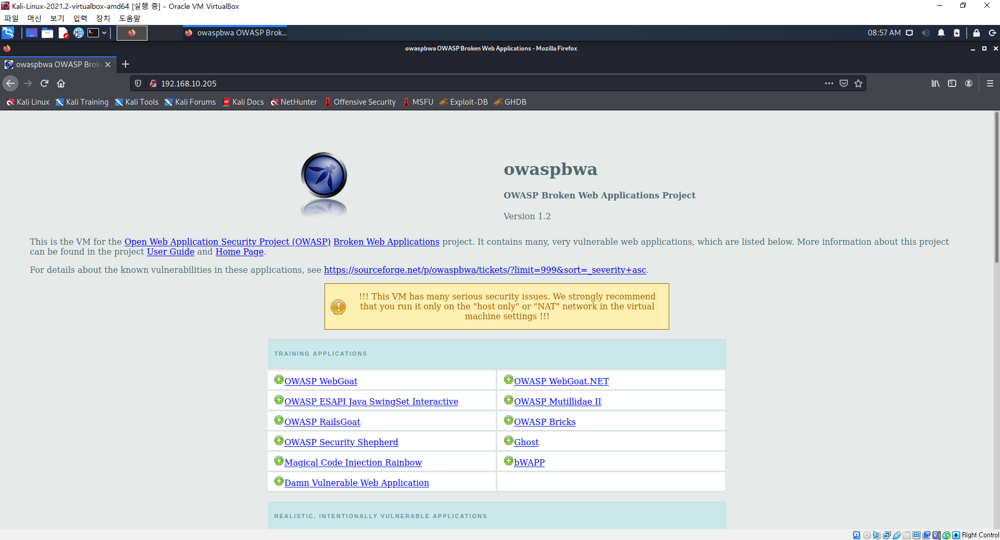 Kali-Linux-2021.2-virtualbox-amd64 [실행 중] - Oracle VM VirtualBox
파일 머신 보기 입력 장치 도움말
owaspbwa OWASP Brok...
08:57 AM
owaspbwa OWASP Broken Web Applications - Mozilla Firefox
owaspbwa OWASP Brok
192.168.10.205
Kali Linux Kali Training Kali Tools Kali Forums Kali Docs NetHunter Offensive Security MSFU Exploit-DB GHDB
owaspbwa
OWASP Broken Web Applications Project
Version 1.2
This is the VM for the Open Web Application Security Project (OWASP) Broken Web Applications project. It contains many, very vulnerable web applications, which are listed below. More information about this project
can be found in the project User Guide and Home Page.
For details about the known vulnerabilities in these applications, see https://sourceforge.net/p/owaspbwa/tickets/?limit=999&sort=_severity+asc.
!!! This VM has many serious security issues. We strongly recommend
that you run it only on the "host only" or "NAT" network in the virtual
machine settings !!!
TRAINING APPLICATIONS
OWASP WebGoat OWASP WebGoat.NET
OWASP ESAPI Java SwingSet Interactive OWASP Mutillidae II
OWASP RailsGoat OWASP Bricks
OWASP Security Shepherd Ghost
Magical Code Injection Rainbow bWAPP
Damn Vulnerable Web Application
REALISTIC, INTENTIONALLY VULNERABLE APPLICATIONS
Right Control